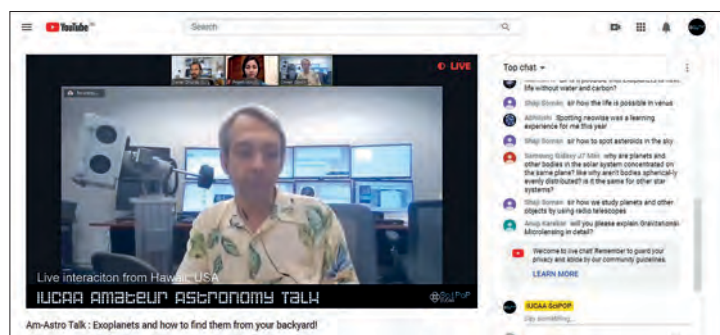 YouTube
Search
LIVE
Top chat
life without water and carbon?
Shaji Soman sir how the life is possible in venus
Abhilishi Spotting neowise was a learning
experience for me this year
Shaji Soman sir how to spot asteroids in the sky
Samsung Galaxy J7 Max why are planets and
other bodies in the solar system concentrated on
the same plane? like why aren't bodies spherically-
evenly distributed? is it the same for other star
systems?
Shaji Soman sir how we study planets and other
objects by using radio telescopes
Anup Karekar will you please explain Gravitational
Microlensing in detail?
Welcome to live chat! Remember to guard your
privacy and abide by our community guidelines.
LEARN MORE
IUCAA SciPOP
Say something...
Live interaciton from Hawaii, USA
IUCAA AMATEUR ASTRONOMY TALK
SciPoP
Am-Astro Talk : Exoplanets and how to find them from your backyard!